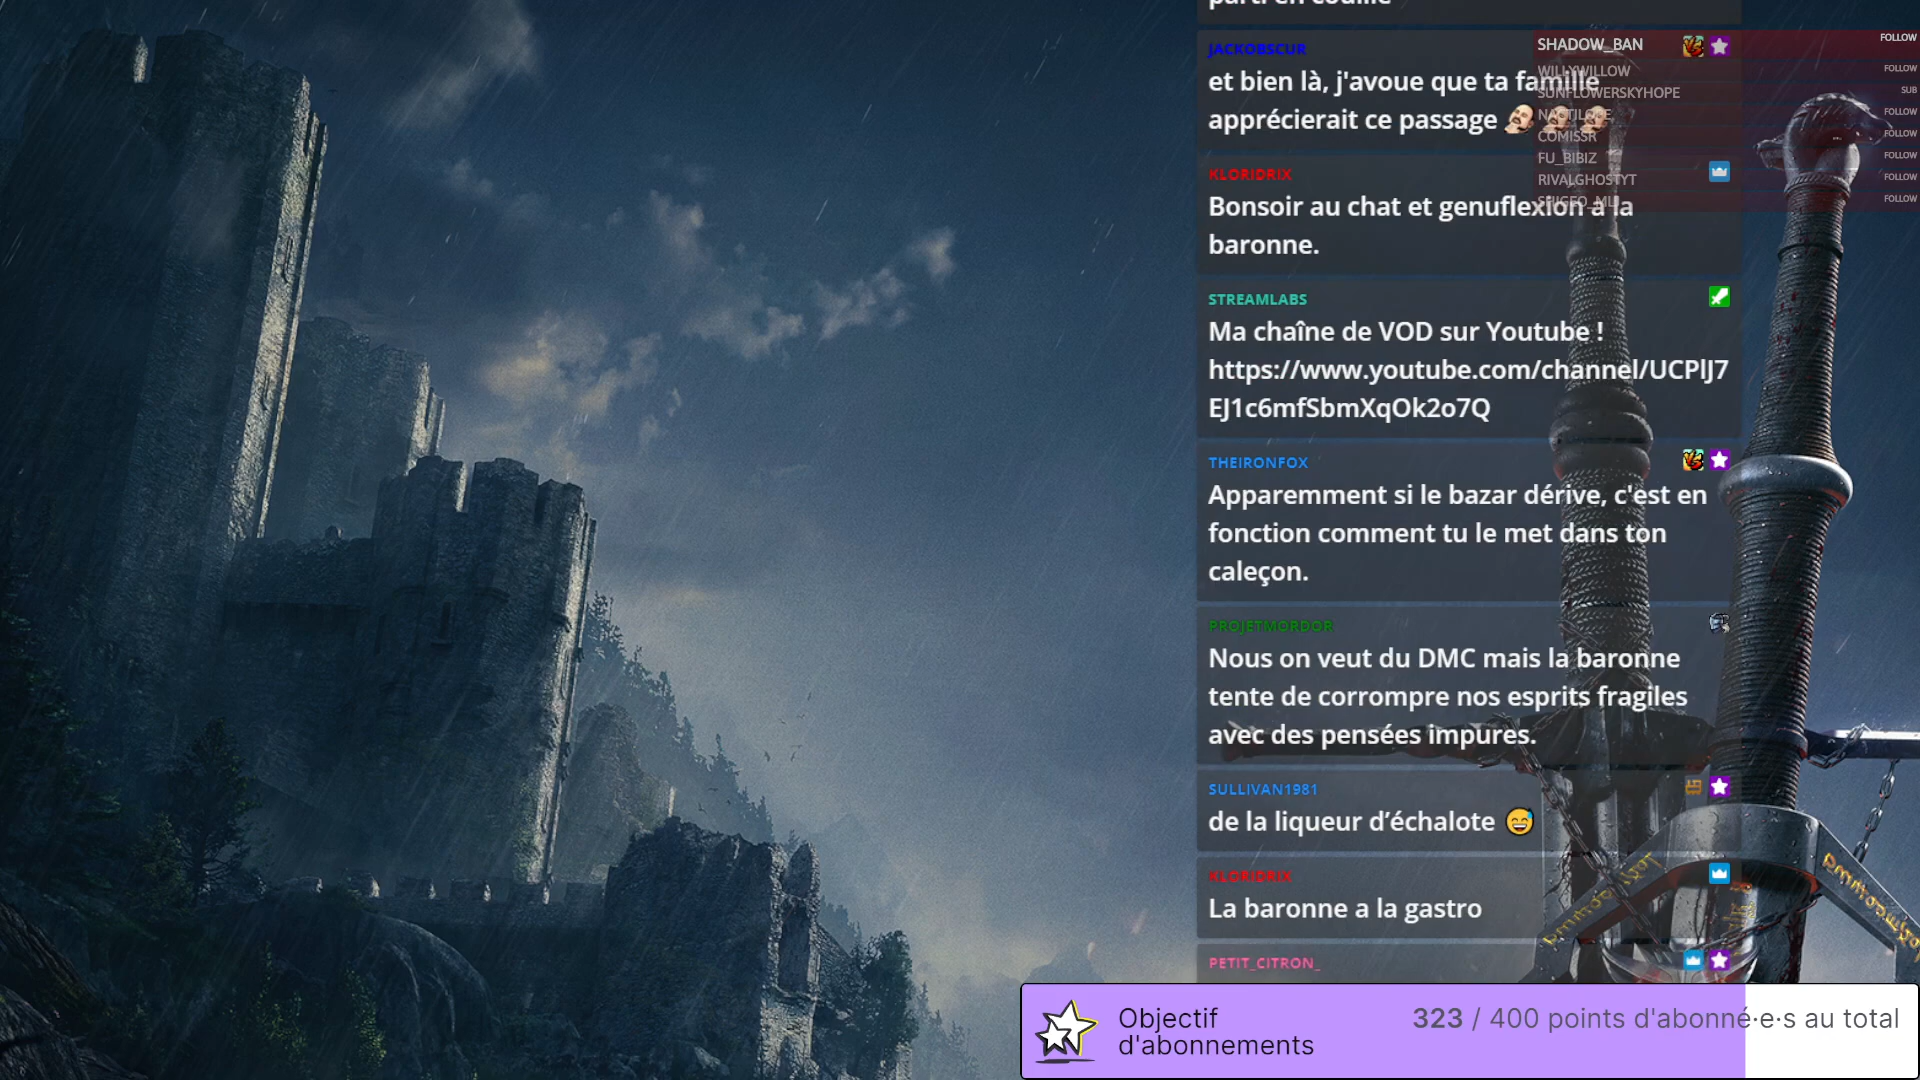 JACKOBSCUR
et bien là, j'avoue que ta famille
apprécierait ce passage
KLORIDRIX
Bonsoir au chat et genuflexion a la
baronne.
STREAMLABS
Ma chaîne de VOD sur Youtube !
https://www.youtube.com/channel/UCPlJ7
EJ1c6mfSbmXqOk2o7Q
THEIRONFOX
Apparemment si le bazar dérive, c'est en
fonction comment tu le met dans ton
caleçon.
PROJETMORDOR
Nous on veut du DMC mais la baronne
tente de corrompre nos esprits fragiles
avec des pensées impures.
SULLIVAN1981
de la liqueur d’échalote
KLORIDRIX
La baronne a la gastro
PETIT_CITRON_
SHADOW_BAN FOLLOW
WILLYWILLOW FOLLOW
SUNFLOWERSKYHOPE SUB
FOLLOW
COMISSR FOLLOW
FU_BIBIZ FOLLOW
RIVALGHOSTYT FOLLOW
FOLLOW
Objectif
d'abonnements
323 / 400 points d'abonné·e·s au total